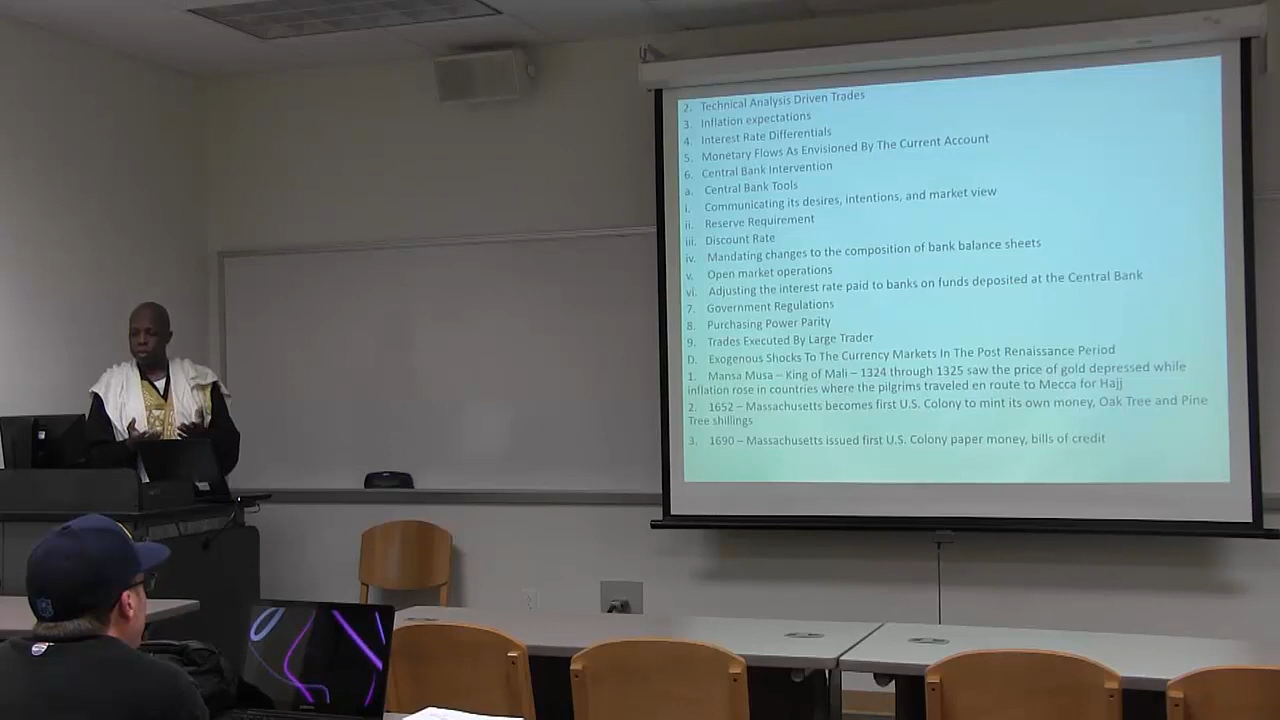 2. Technical Analysis Driven Trades
3. Inflation expectations
4. Interest Rate Differentials
5. Monetary Flows As Envisioned By The Current Account
6. Central Bank Intervention
a. Central Bank Tools
i. Communicating its desires, intentions, and market view
ii. Reserve Requirement
iii. Discount Rate
iv. Mandating changes to the composition of bank balance sheets
v. Open market operations
vi. Adjusting the interest rate paid to banks on funds deposited at the Central Bank
7. Government Regulations
8. Purchasing Power Parity
9. Trades Executed By Large Trader
D. Exogenous Shocks To The Currency Markets In The Post Renaissance Period
1. Mansa Musa – King of Mali – 1324 through 1325 saw the price of gold depressed while
inflation rose in countries where the pilgrims traveled en route to Mecca for Hajj
2. 1652 – Massachusetts becomes first U.S. Colony to mint its own money, Oak Tree and Pine
Tree shillings
3. 1690 – Massachusetts issued first U.S. Colony paper money, bills of credit